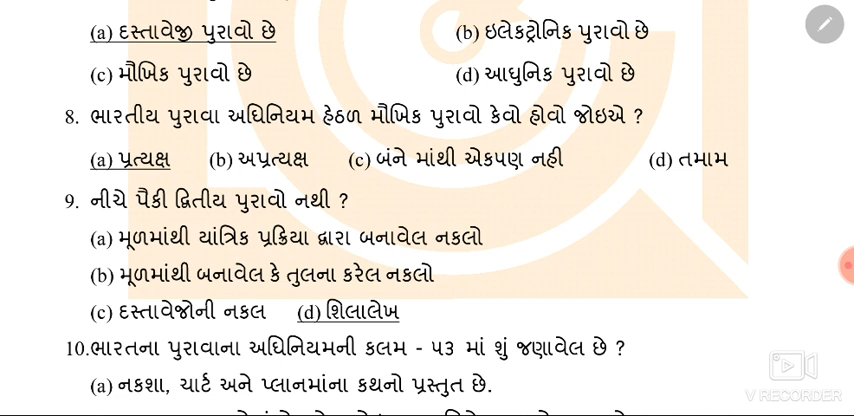 (a) દસ્તાવેજી પુરાવો છે (b) ઇલેકટ્રોનિક પુરાવો છે
(c) મૌખિક પુરાવો છે (d) આધુનિક પુરાવો છે
8. ભારતીય પુરાવા અધિનિયમ હેઠળ મૌખિક પુરાવો કેવો હોવો જોઇએ ?
(a) પ્રત્યક્ષ (b) અપ્રત્યક્ષ (c) બંને માંથી એકપણ નહી (d) તમામ
9. નીચે પૈકી દ્વિતીય પુરાવો નથી ?
(a) મૂળમાંથી યાંત્રિક પ્રક્રિયા દ્વારા બનાવેલ નકલો
(b) મૂળમાંથી બનાવેલ કે તુલના કરેલ નકલો
(c) દસ્તાવેજોની નકલ (d) શિલાલેખ
10.ભારતના પુરાવાના અધિનિયમની કલમ - ૫૩ માં શું જણાવેલ છે ?
(a) નકશા, ચાર્ટ અને પ્લાનમાંના કથનો પ્રસ્તુત છે.
V RECORDER